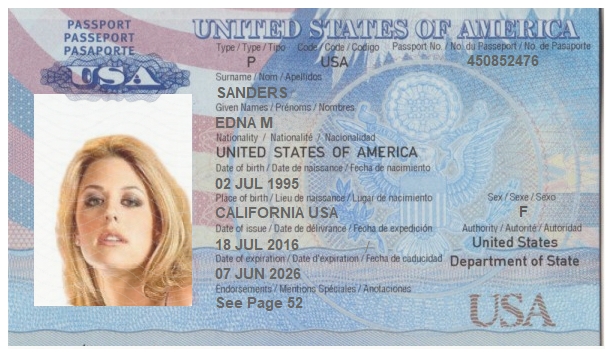 PASSPORT
PASSEPORT
PASAPORTE
USA
UNITED STATES OF AMERICA
Type / Type / Tipo Code / Code / Codigo Passport No. / No. du Passeport / No. de Pasaporte
P USA 450852476
Surname / Nom / Apellidos
SANDERS
Given Names / Prénoms / Nombres
EDNA M
Nationality / Nationalité / Nacionalidad
UNITED STATES OF AMERICA
Date of birth / Date de naissance / Fecha de nacimiento
02 JUL 1995
Place of birth / Lieu de naissance / Lugar de nacimiento Sex / Sexe / Sexo
CALIFORNIA USA F
Date of issue / Date de délivrance / Fecha de expedición Authority / Autorité / Autoridad
18 JUL 2016 United States
Date of expiration / Date d'expiration / Fecha de caducidad Department of State
07 JUN 2026
Endorsements / Mentions Spéciales / Anotaciones
See Page 52
USA